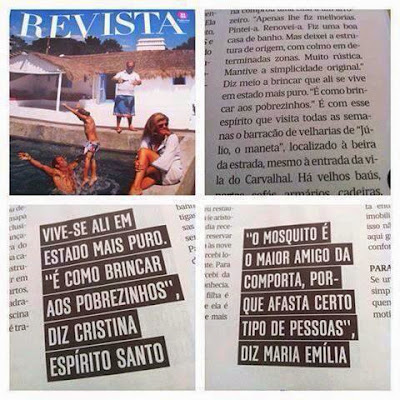 REVISTA
zeiro. "Apenas lhe fiz melhorias.
Pintei-a. Renovei-a. Fiz uma boa
casa de banho. Mas deixei a estru-
tura de origem, com colmo em de-
terminadas zonas. Muito rústica.
Mantive a simplicidade original."
Diz meio a brincar que ali se vive
em estado mais puro. "É como brin-
car aos pobrezinhos." É com esse
espírito que visita todas as sema-
nas o barracão de velharias de "Jú-
lio, o maneta", localizado à beira
da estrada, mesmo à entrada da vi-
la do Carvalhal. Há velhos baús,
portas, cofés, armários, cadeiras,
VIVE-SE ALI EM
ESTADO MAIS PURO.
"É COMO BRINCAR
AOS POBREZINHOS",
DIZ CRISTINA
ESPÍRITO SANTO
"O MOSQUITO É
O MAIOR AMIGO DA
COMPORTA, POR-
QUE AFASTA CERTO
TIPO DE PESSOAS",
DIZ MARIA EMÍLIA